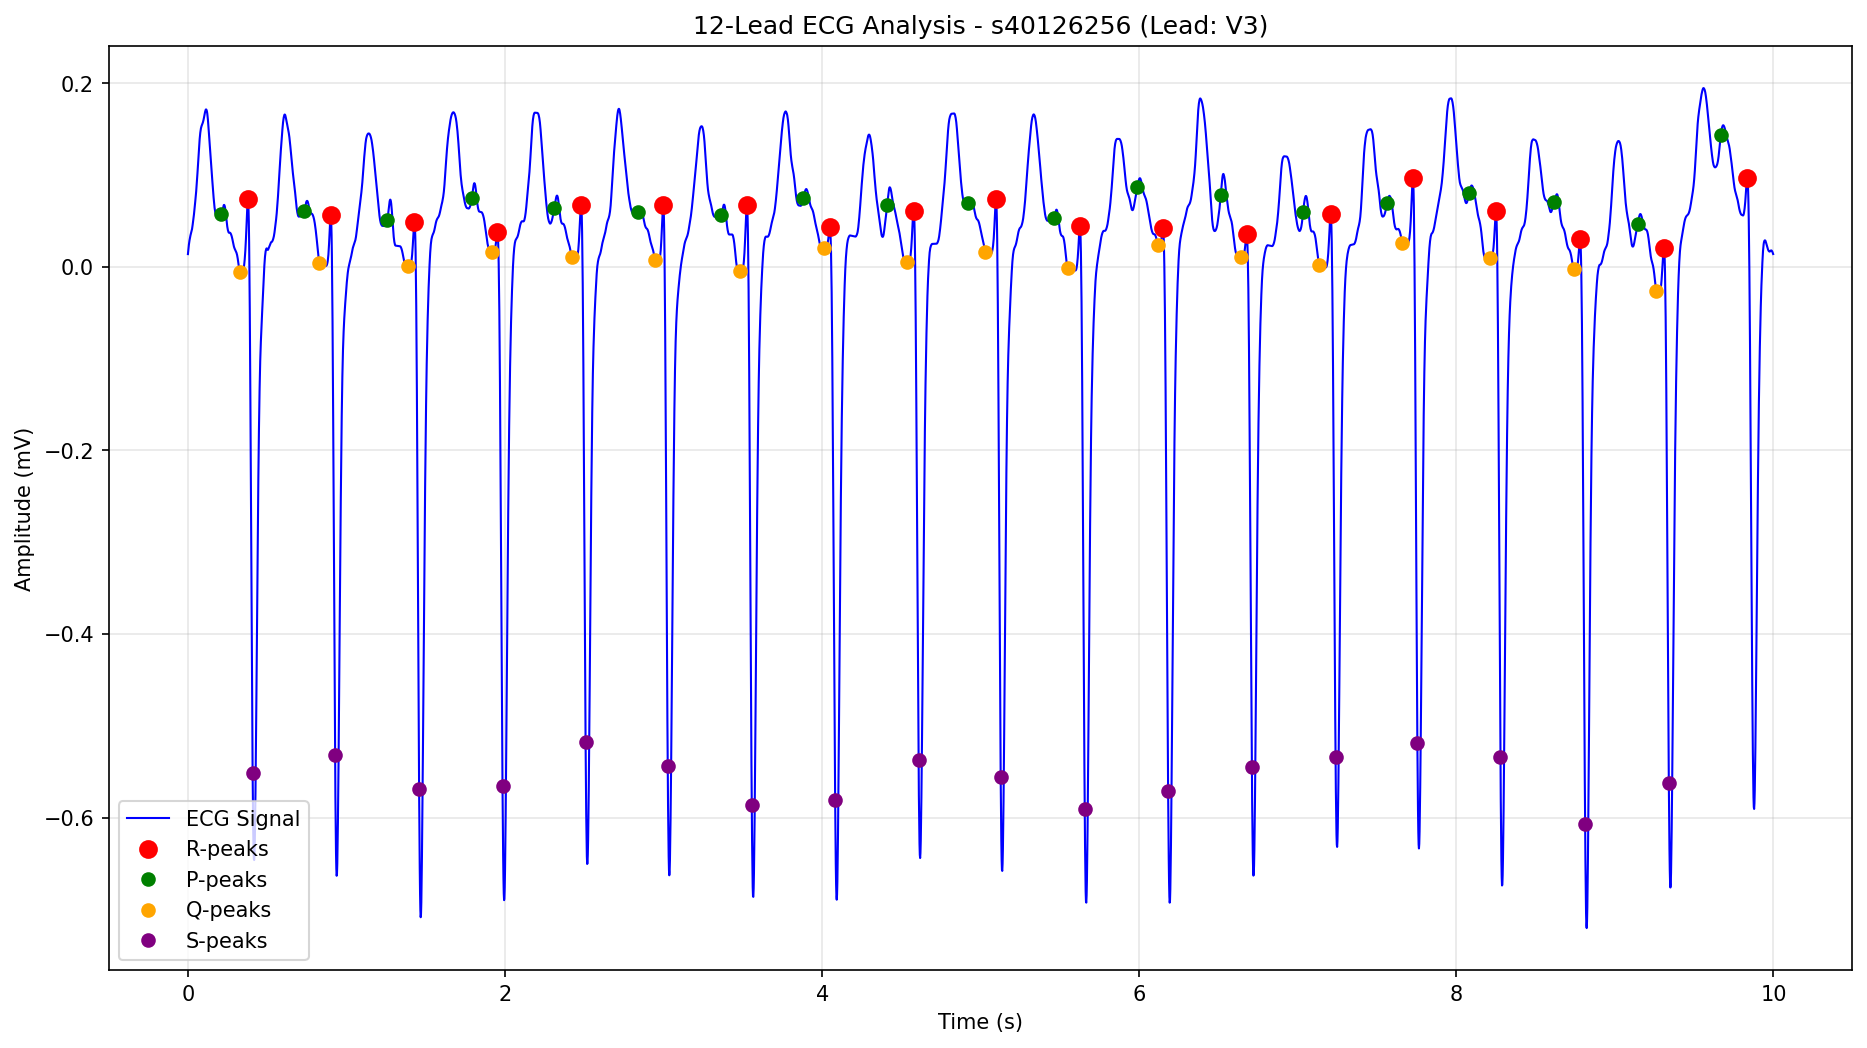 12-Lead ECG Analysis - s40126256 (Lead: V3)
Amplitude (mV)
0.2
0.0
−0.2
−0.4
−0.6
ECG Signal
R-peaks
P-peaks
Q-peaks
S-peaks
0 2 4 6 8 10
Time (s)